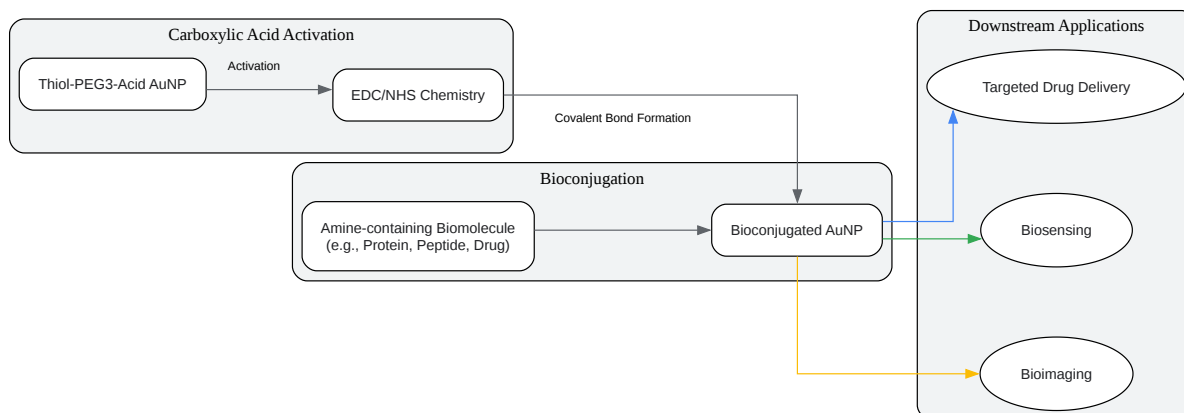 Carboxylic Acid Activation
Thiol-PEG3-Acid AuNP
Activation
EDC/NHS Chemistry
Covalent Bond Formation
Bioconjugation
Amine-containing Biomolecule
(e.g., Protein, Peptide, Drug)
Bioconjugated AuNP
Downstream Applications
Targeted Drug Delivery
Biosensing
Bioimaging